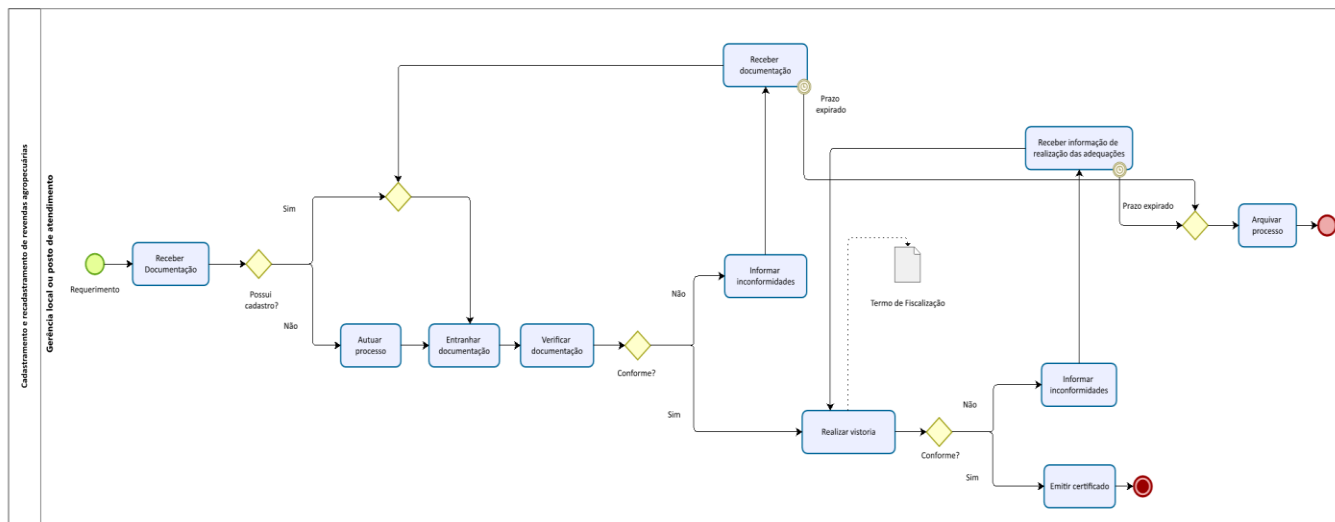 Cadastramento e recadastramento de revendas agropecuárias
Gerência local ou posto de atendimento
Requerimento
Receber
Documentação
Possui
cadastro?
Sim
Não
Autuar
processo
Entranhar
documentação
Verificar
documentação
Conforme?
Não
Sim
Informar
inconformidades
Receber
documentação
Prazo
expirado
Realizar vistoria
Termo de Fiscalização
Conforme?
Não
Sim
Informar
inconformidades
Receber informação de
realização das adequações
Prazo expirado
Arquivar
processo
Emitir certificado